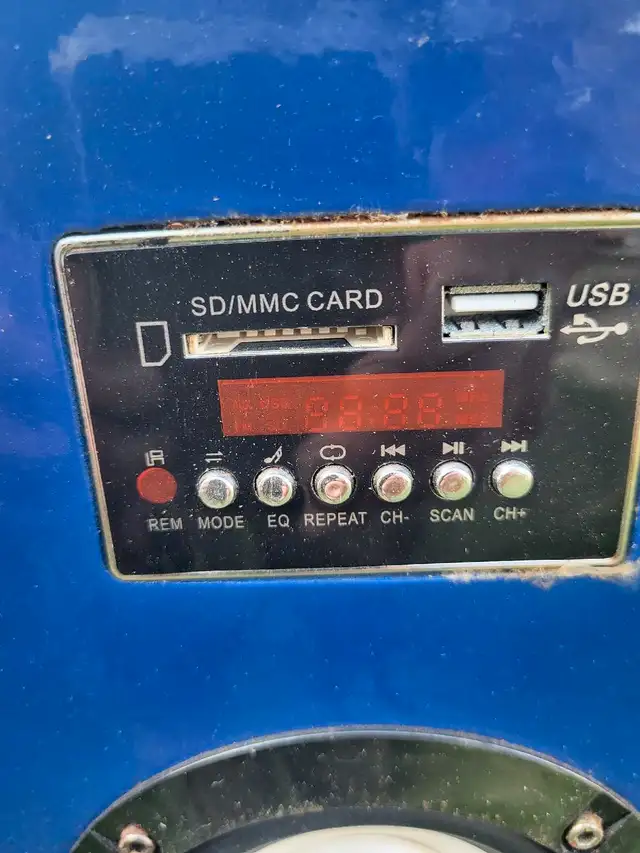 SD/MMC CARD
USB
REM MODE EQ REPEAT CH- SCAN CH+